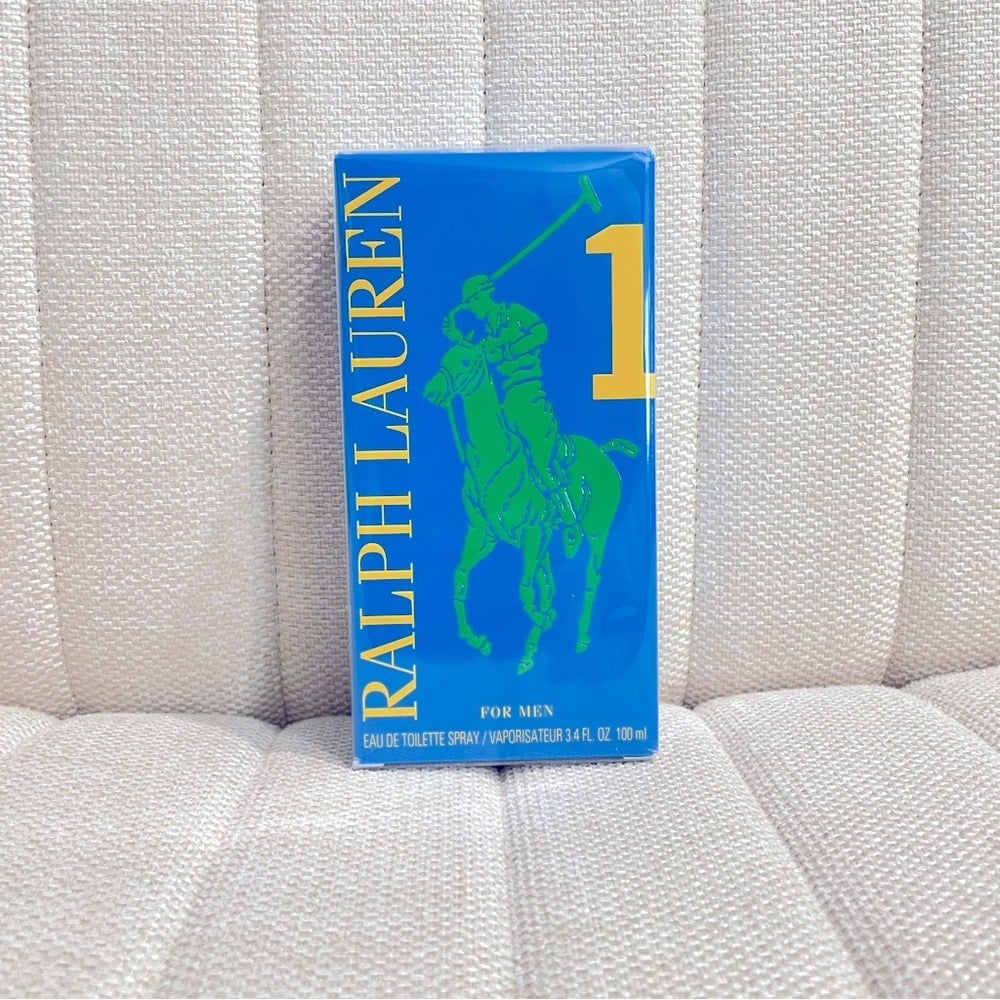 RALPH LAUREN
1
FOR MEN
EAU DE TOILETTE SPRAY / VAPORISATEUR 3.4 FL. OZ 100 ml